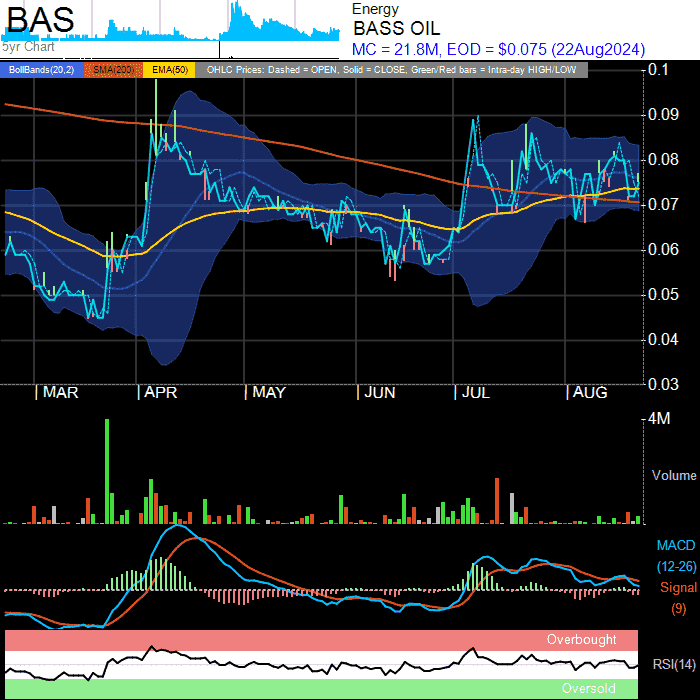 BAS
5yr Chart
Energy
BASS OIL
MC = 21.8M, EOD = $0.075 (22Aug2024)
BollBands(20,2) SMA(200) EMA(50) OHLC Prices: Dashed = OPEN, Solid = CLOSE, Green/Red bars = Intra-day HIGH/LOW
0.1
0.09
0.08
0.07
0.06
0.05
0.04
0.03
| MAR | APR | MAY | JUN | JUL | AUG
4M
Volume
MACD
(12-26)
Signal
(9)
Overbought
RSI(14)
Oversold